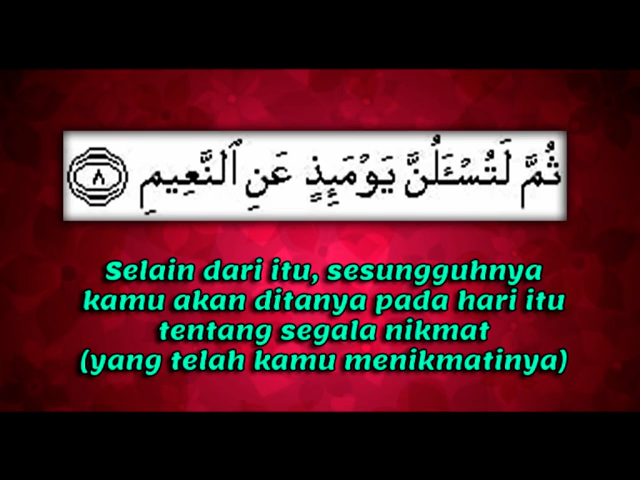 ثُمَّ لَتُسْـَٔلُنَّ يَوْمَئِذٍ عَنِ ٱلنَّعِيمِ ٨
Selain dari itu, sesungguhnya
kamu akan ditanya pada hari itu
tentang segala nikmat
(yang telah kamu menikmatinya)